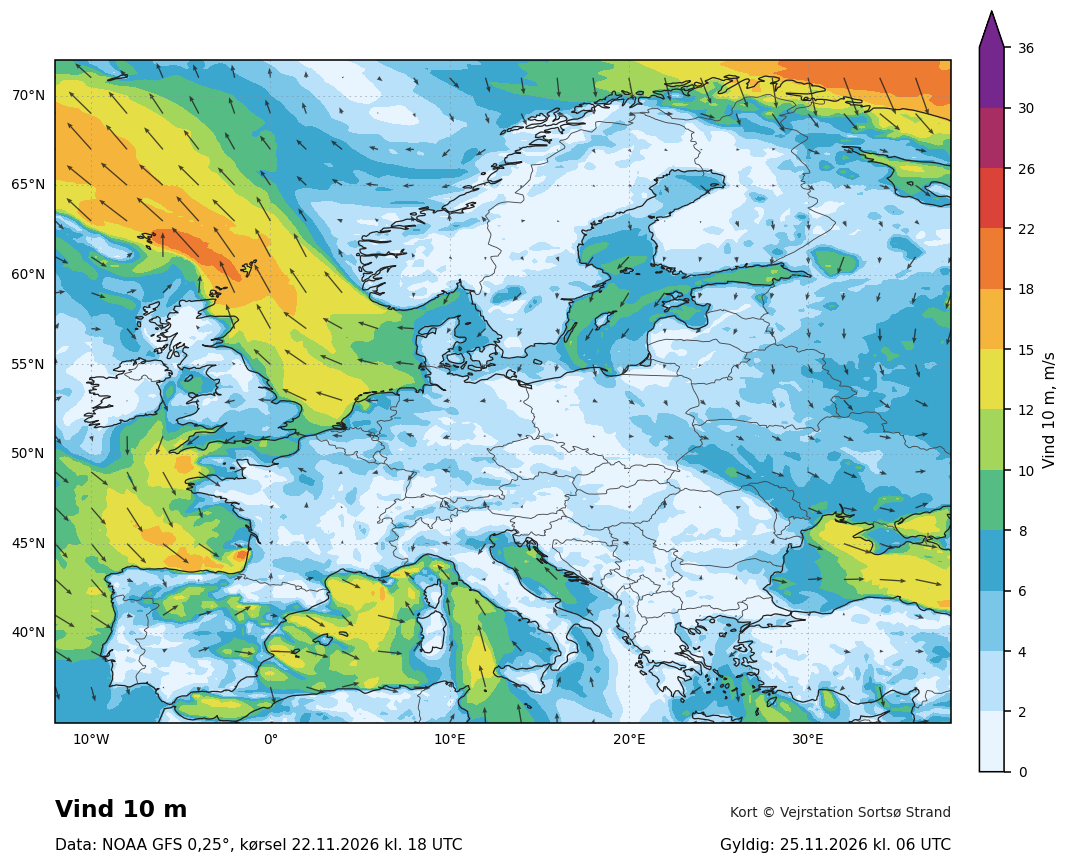 70°N
65°N
60°N
55°N
50°N
45°N
40°N
10°W
0°
10°E
20°E
30°E
36
30
26
22
18
15
12
10
8
6
4
2
0
Vind 10 m, m/s
Vind 10 m
Kort © Vejrstation Sortsø Strand
Data: NOAA GFS 0,25°, kørsel 22.11.2026 kl. 18 UTC
Gyldig: 25.11.2026 kl. 06 UTC